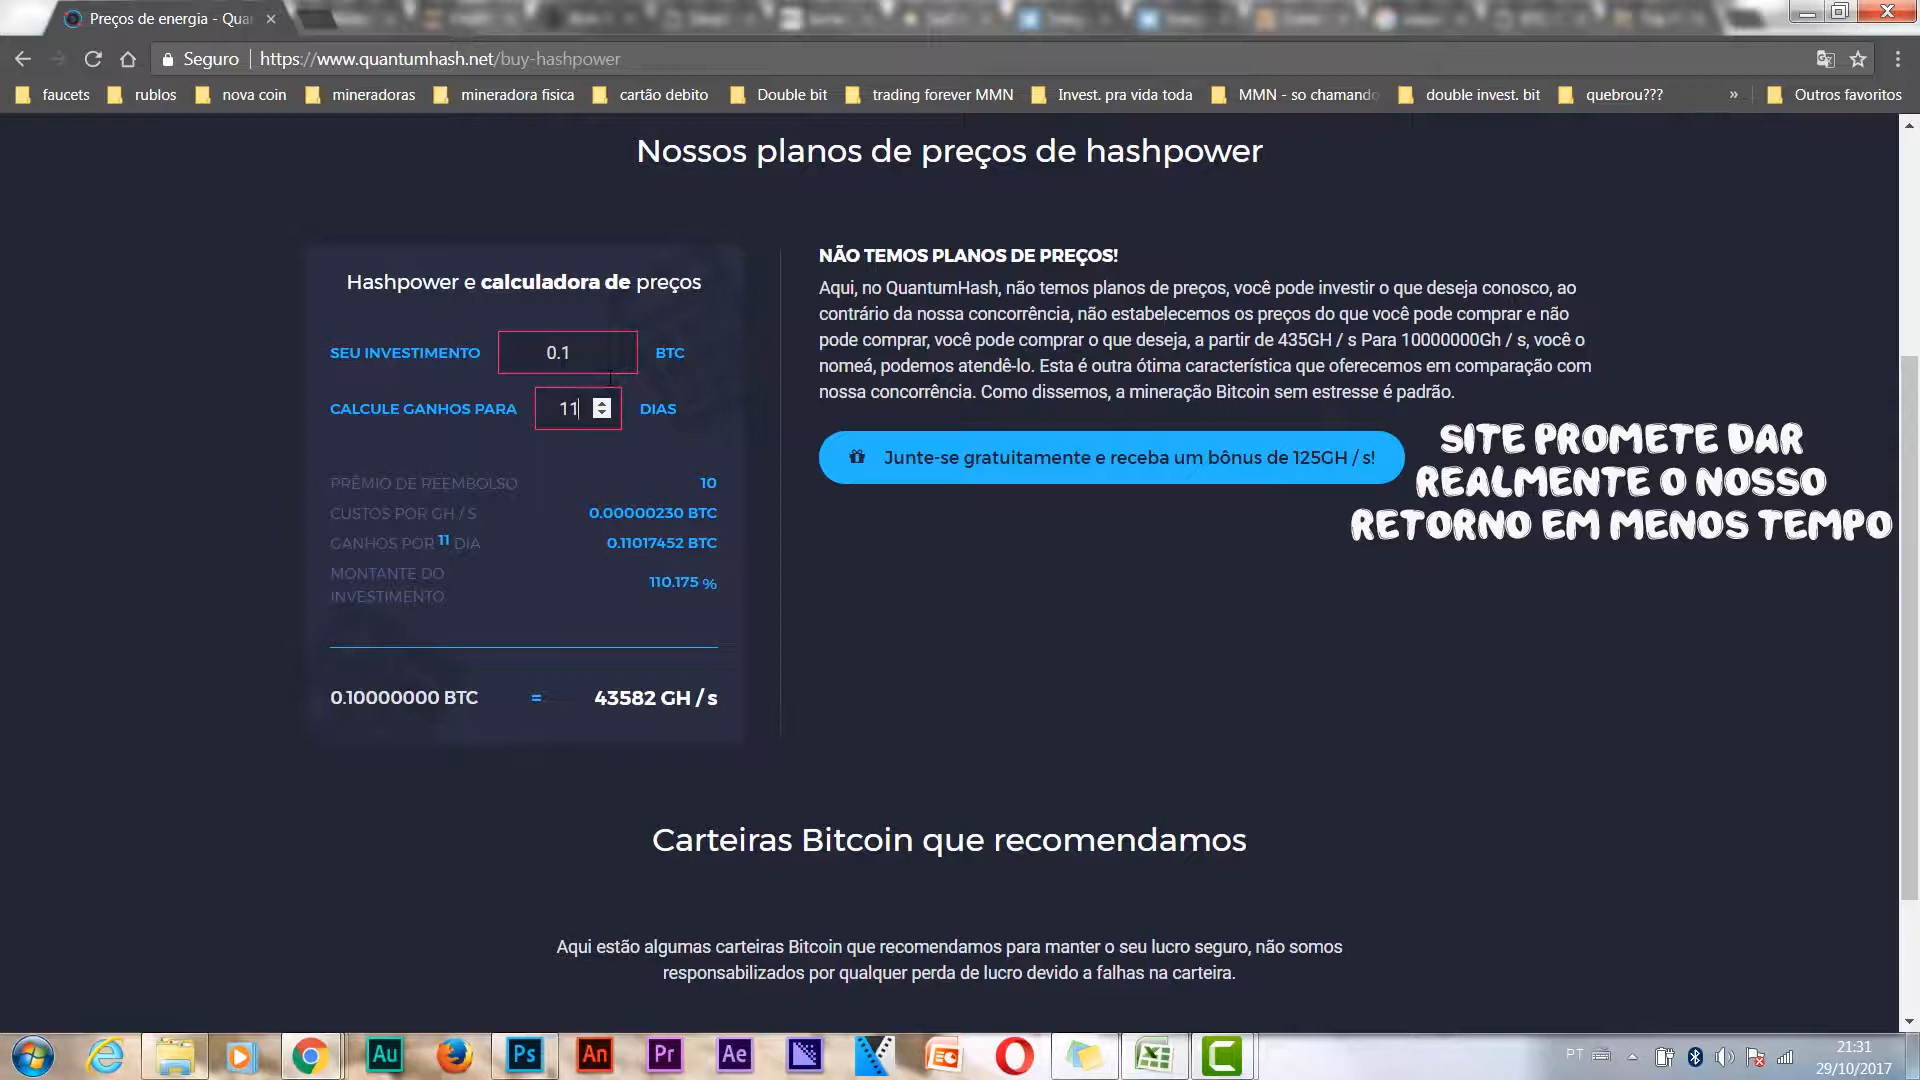 Preços de energia - Qua
Seguro
https://www.quantumhash.net/buy-hashpower
faucets
rublos
nova coin
mineradoras
mineradora fisica
cartão debito
Double bit
trading forever MMN
Invest. pra vida toda
MMN - so chamando
double invest. bit
quebrou???
»
Outros favoritos
Nossos planos de preços de hashpower
Hashpower e calculadora de preços
SEU INVESTIMENTO 0.1 BTC
CALCULE GANHOS PARA 11 DIAS
PRÊMIO DE REEMBOLSO 10
CUSTOS POR GH / S 0.00000230 BTC
GANHOS POR 11 DIA 0.11017452 BTC
MONTANTE DO
INVESTIMENTO 110.175 %
0.10000000 BTC = 43582 GH / s
NÃO TEMOS PLANOS DE PREÇOS!
Aqui, no QuantumHash, não temos planos de preços, você pode investir o que deseja conosco, ao
contrário da nossa concorrência, não estabelecemos os preços do que você pode comprar e não
pode comprar, você pode comprar o que deseja, a partir de 435GH / s Para 10000000Gh / s, você o
nomeá, podemos atendê-lo. Esta é outra ótima característica que oferecemos em comparação com
nossa concorrência. Como dissemos, a mineração Bitcoin sem estresse é padrão.
Junte-se gratuitamente e receba um bônus de 125GH / s!
SITE PROMETE DAR
REALMENTE O NOSSO
RETORNO EM MENOS TEMPO
Carteiras Bitcoin que recomendamos
Aqui estão algumas carteiras Bitcoin que recomendamos para manter o seu lucro seguro, não somos
responsabilizados por qualquer perda de lucro devido a falhas na carteira.
Au
Ps
An
Pr
Ae
PT
21:31
29/10/2017